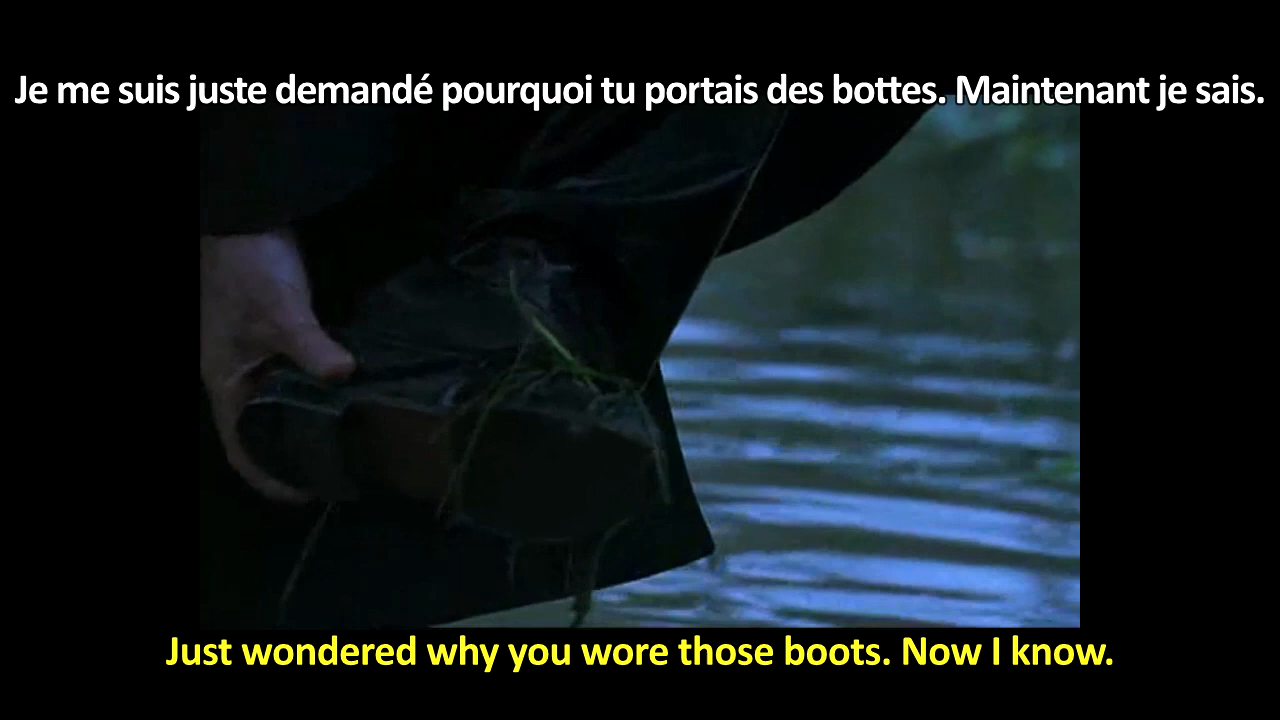 Je me suis juste demandé pourquoi tu portais des bottes. Maintenant je sais.
Just wondered why you wore those boots. Now I know.